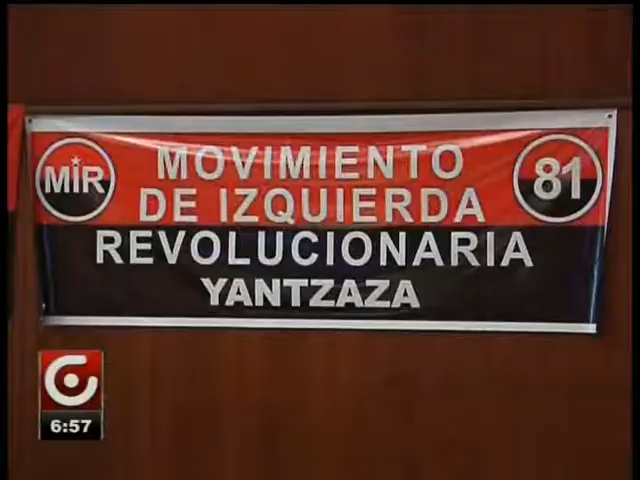 MIR
MOVIMIENTO
81
DE IZQUIERDA
REVOLUCIONARIA
YANTZAZA
6:57